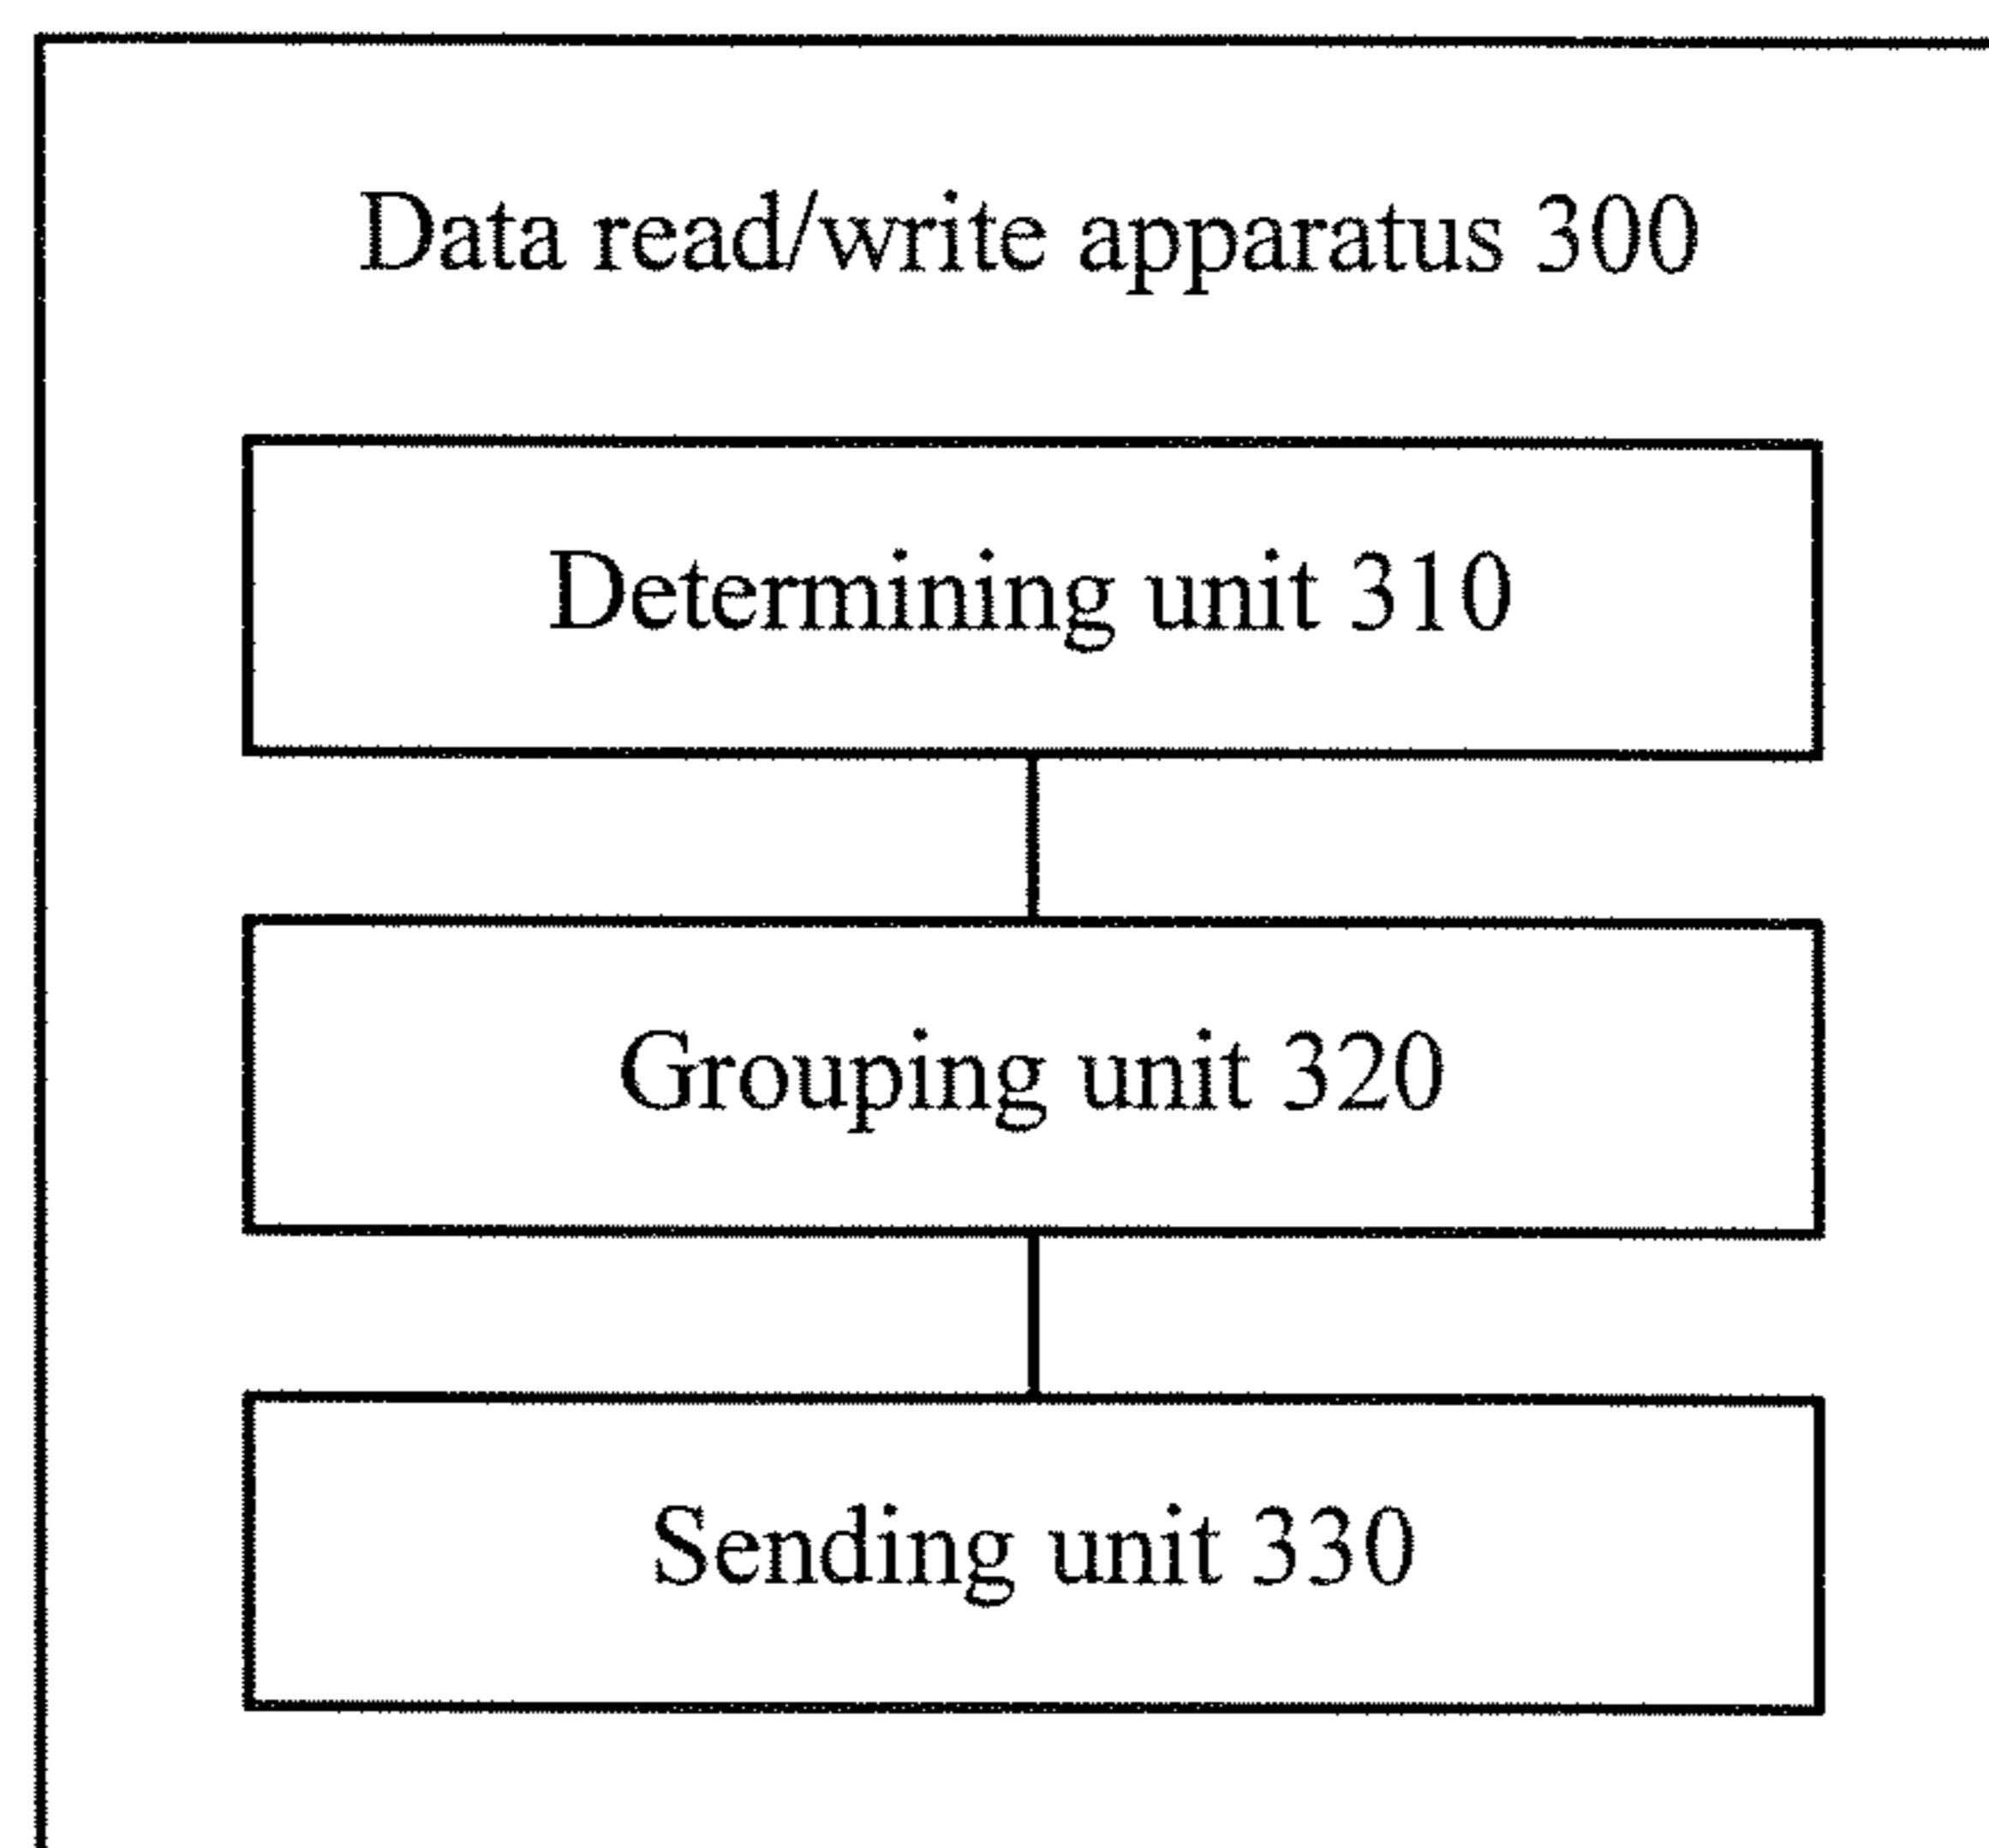 Data read/write apparatus 300
Determining unit 310
Grouping unit 320
Sending unit 330